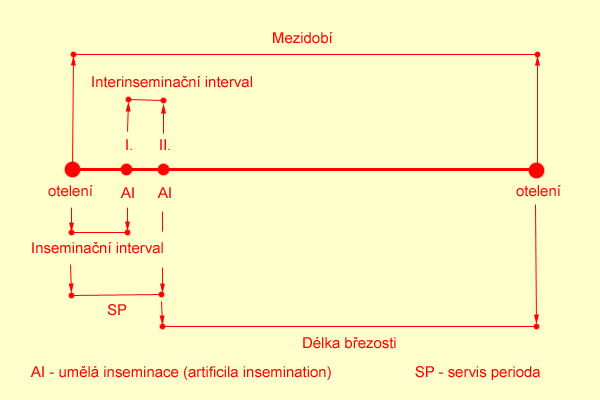 Mezidobí
Interinseminační interval
I. II.
otelení AI AI otelení
Inseminační interval
SP
Délka březosti
AI - umělá inseminace (artificila insemination) SP - servis perioda